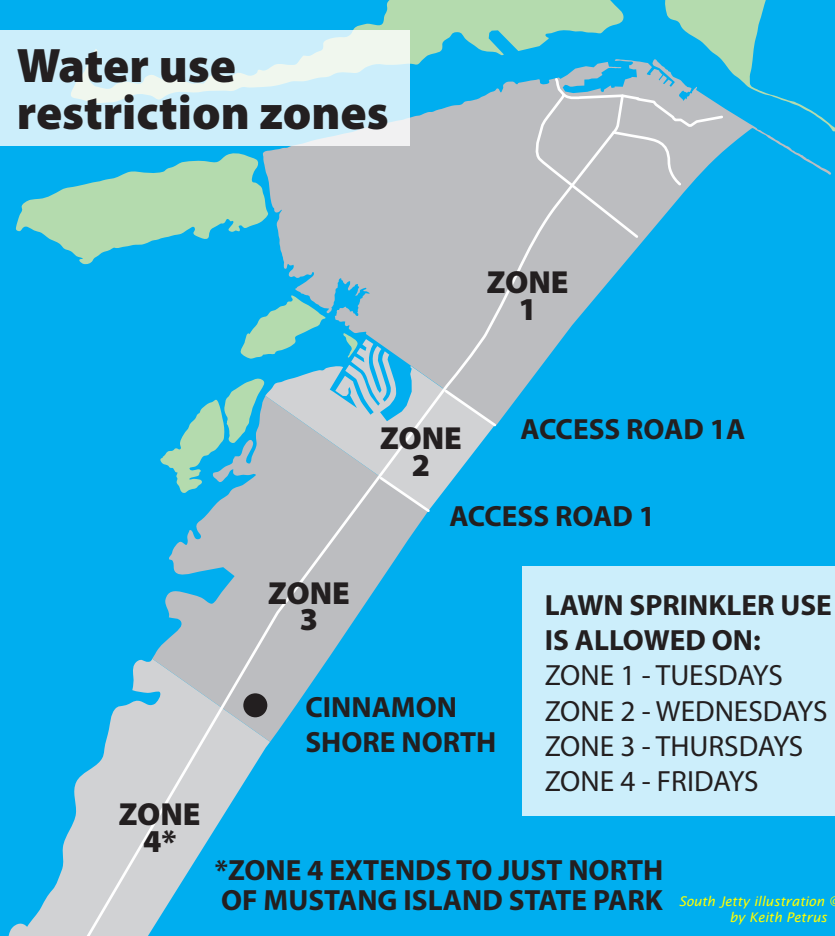 Water use
restriction zones
ZONE
1
ACCESS ROAD 1A
ZONE
2
ACCESS ROAD 1
ZONE
3
CINNAMON
SHORE NORTH
LAWN SPRINKLER USE
IS ALLOWED ON:
ZONE 1 - TUESDAYS
ZONE 2 - WEDNESDAYS
ZONE 3 - THURSDAYS
ZONE 4 - FRIDAYS
ZONE
4*
*ZONE 4 EXTENDS TO JUST NORTH
OF MUSTANG ISLAND STATE PARK
South Jetty illustration ©
by Keith Petrus